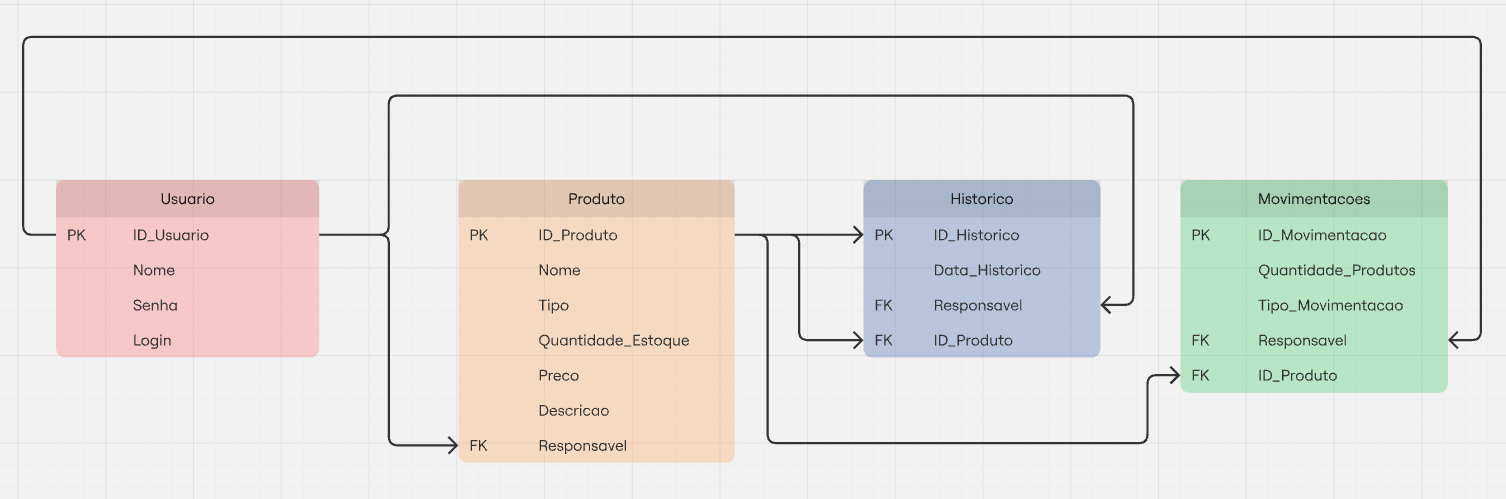 Usuario
PK ID_Usuario
Nome
Senha
Login
Produto
PK ID_Produto
Nome
Tipo
Quantidade_Estoque
Preco
Descricao
FK Responsavel
Historico
PK ID_Historico
Data_Historico
FK Responsavel
FK ID_Produto
Movimentacoes
PK ID_Movimentacao
Quantidade_Produtos
Tipo_Movimentacao
FK Responsavel
FK ID_Produto